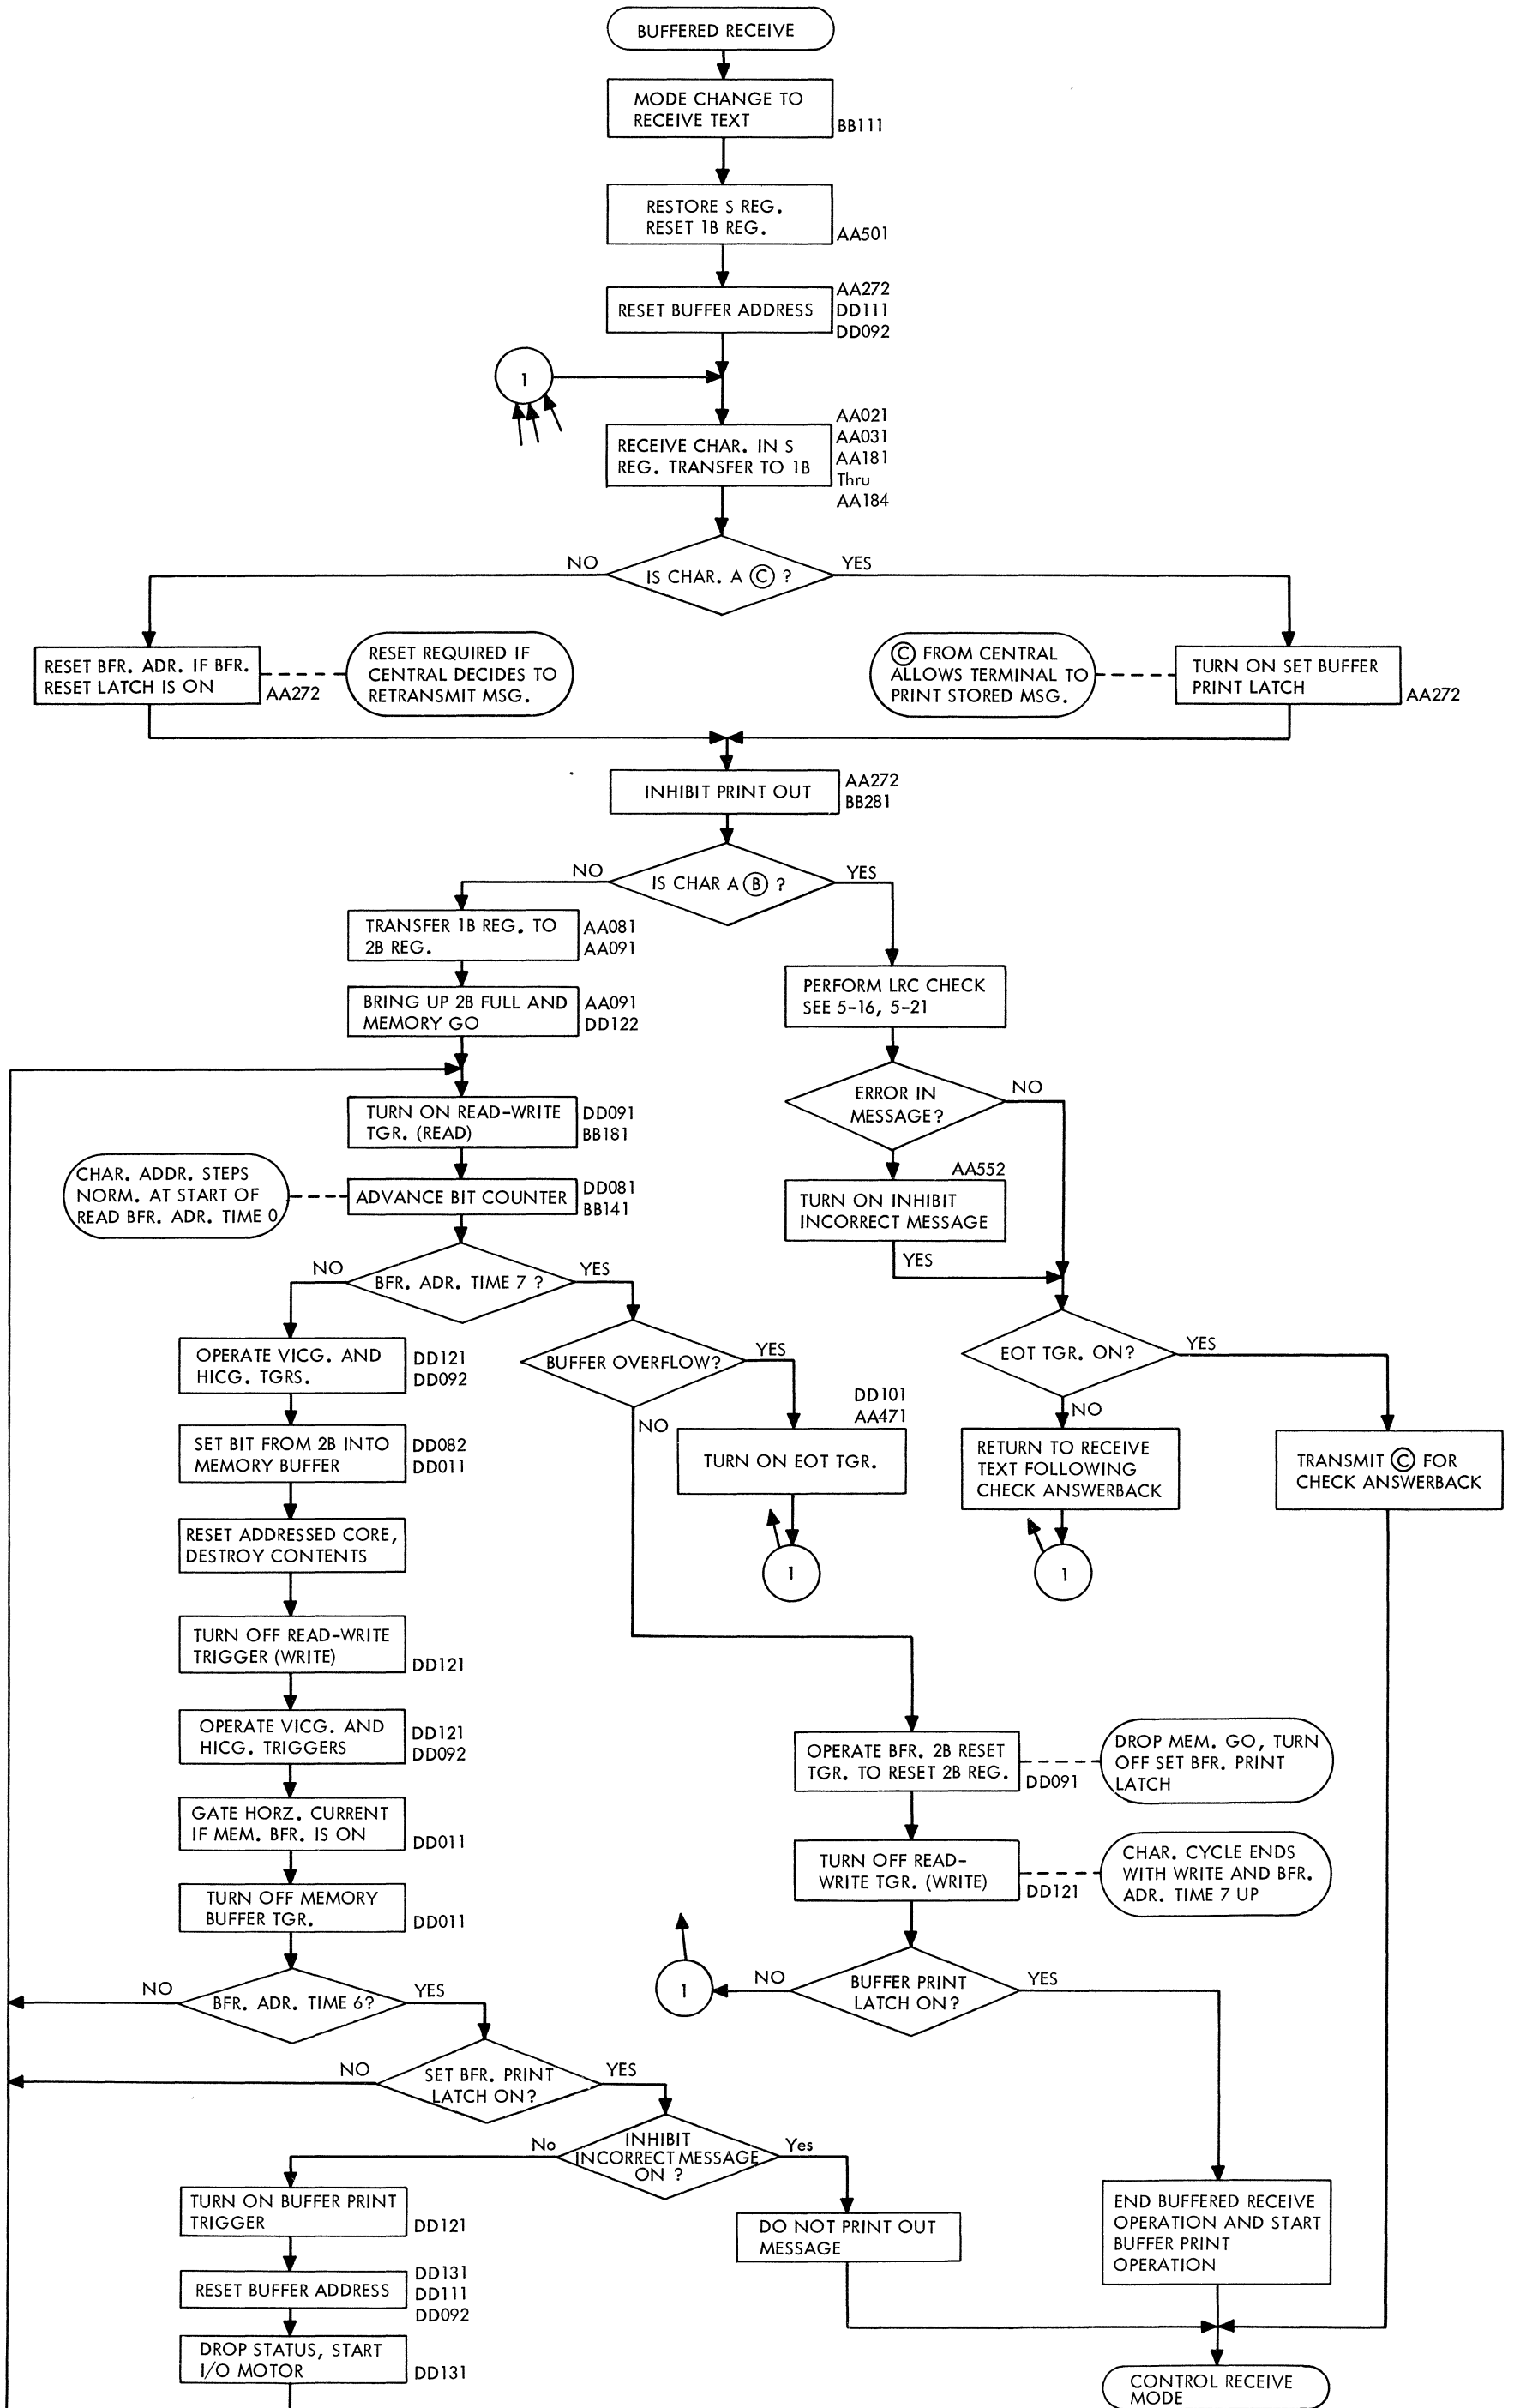 BUFFERED RECEIVE
MODE CHANGE TO
RECEIVE TEXT
BB111
RESTORE S REG.
RESET 1B REG.
AA501
RESET BUFFER ADDRESS
AA272
DD111
DD092
1
RECEIVE CHAR. IN S
REG. TRANSFER TO 1B
AA021
AA031
AA181
Thru
AA184
NO
IS CHAR. A Ⓒ ?
YES
RESET BFR. ADR. IF BFR.
RESET LATCH IS ON
AA272
RESET REQUIRED IF
CENTRAL DECIDES TO
RETRANSMIT MSG.
Ⓒ FROM CENTRAL
ALLOWS TERMINAL TO
PRINT STORED MSG.
TURN ON SET BUFFER
PRINT LATCH
AA272
INHIBIT PRINT OUT
AA272
BB281
NO
IS CHAR A Ⓑ ?
YES
TRANSFER 1B REG. TO
2B REG.
AA081
AA091
BRING UP 2B FULL AND
MEMORY GO
AA091
DD122
PERFORM LRC CHECK
SEE 5-16, 5-21
ERROR IN
MESSAGE?
NO
TURN ON READ-WRITE
TGR. (READ)
DD091
BB181
CHAR. ADDR. STEPS
NORM. AT START OF
READ BFR. ADR. TIME 0
ADVANCE BIT COUNTER
DD081
BB141
AA552
TURN ON INHIBIT
INCORRECT MESSAGE
YES
NO
BFR. ADR. TIME 7 ?
YES
OPERATE VICG. AND
HICG. TGRS.
DD121
DD092
BUFFER OVERFLOW?
YES
NO
EOT TGR. ON?
YES
NO
SET BIT FROM 2B INTO
MEMORY BUFFER
DD082
DD011
DD101
AA471
TURN ON EOT TGR.
1
RETURN TO RECEIVE
TEXT FOLLOWING
CHECK ANSWERBACK
1
TRANSMIT Ⓒ FOR
CHECK ANSWERBACK
RESET ADDRESSED CORE,
DESTROY CONTENTS
TURN OFF READ-WRITE
TRIGGER (WRITE)
DD121
OPERATE VICG. AND
HICG. TRIGGERS
DD121
DD092
OPERATE BFR. 2B RESET
TGR. TO RESET 2B REG.
DD091
DROP MEM. GO, TURN
OFF SET BFR. PRINT
LATCH
GATE HORZ. CURRENT
IF MEM. BFR. IS ON
DD011
TURN OFF READ-
WRITE TGR. (WRITE)
DD121
CHAR. CYCLE ENDS
WITH WRITE AND BFR.
ADR. TIME 7 UP
TURN OFF MEMORY
BUFFER TGR.
DD011
NO
BFR. ADR. TIME 6?
YES
1
NO
BUFFER PRINT
LATCH ON?
YES
NO
SET BFR. PRINT
LATCH ON?
YES
No
INHIBIT
INCORRECT MESSAGE
ON ?
Yes
TURN ON BUFFER PRINT
TRIGGER
DD121
DO NOT PRINT OUT
MESSAGE
END BUFFERED RECEIVE
OPERATION AND START
BUFFER PRINT
OPERATION
RESET BUFFER ADDRESS
DD131
DD111
DD092
DROP STATUS, START
I/O MOTOR
DD131
CONTROL RECEIVE
MODE